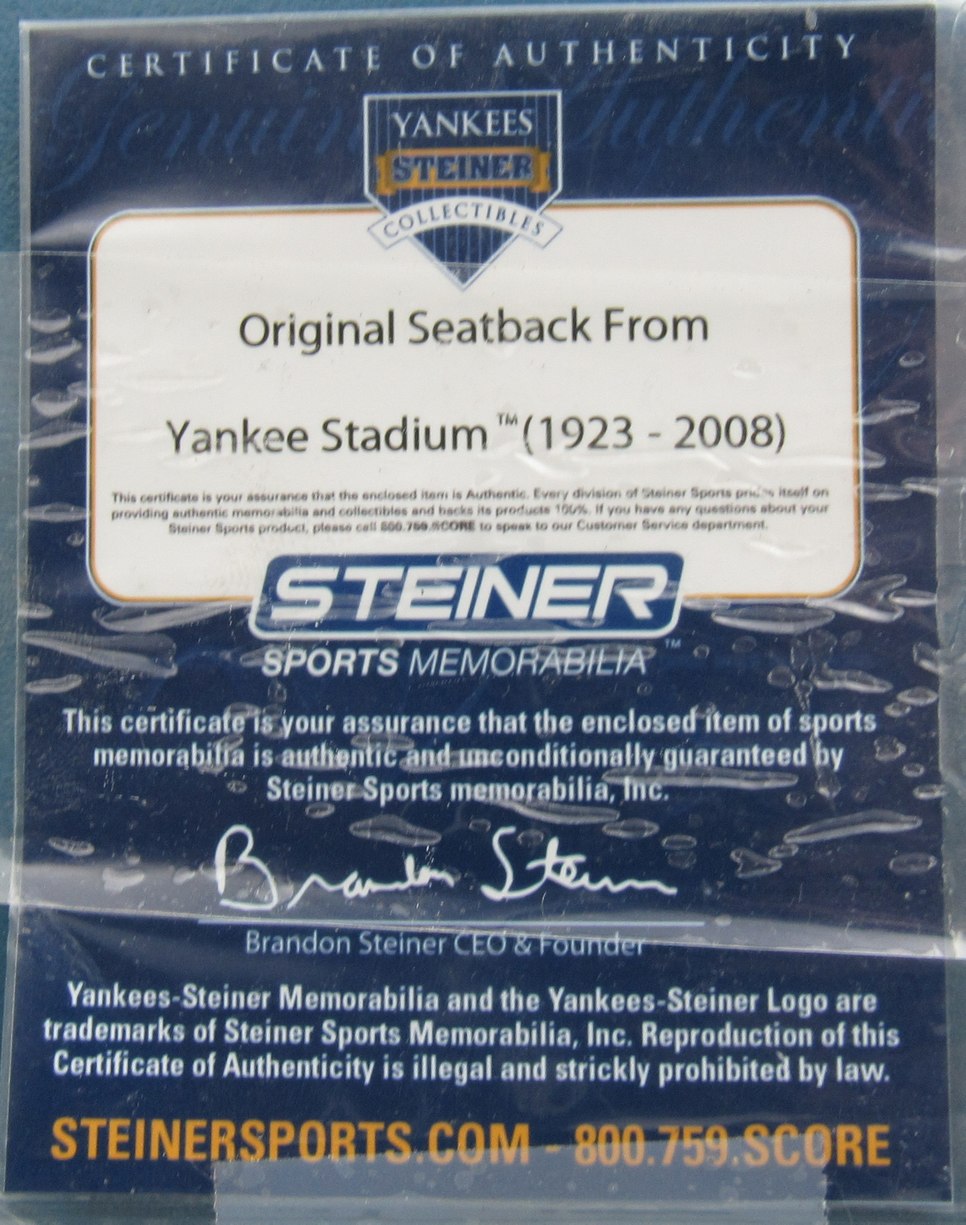 CERTIFICATE OF AUTHENTICITY
Genuine Authenti
YANKEES
STEINER
COLLECTIBLES
Original Seatback From
Yankee Stadium™ (1923 - 2008)
This certificate is your assurance that the enclosed item is Authentic. Every division of Steiner Sports prides itself on
providing authentic memorabilia and collectibles and backs its products 100%. If you have any questions about your
Steiner Sports product, please call 800.759.SCORE to speak to our Customer Service department.
STEINER
SPORTS MEMORABILIA™
This certificate is your assurance that the enclosed item of sports
memorabilia is authentic and unconditionally guaranteed by
Steiner Sports memorabilia, Inc.
Brandon Steiner
Brandon Steiner CEO & Founder
Yankees-Steiner Memorabilia and the Yankees-Steiner Logo are
trademarks of Steiner Sports Memorabilia, Inc. Reproduction of this
Certificate of Authenticity is illegal and strickly prohibited by law.
STEINERSPORTS.COM - 800.759.SCORE